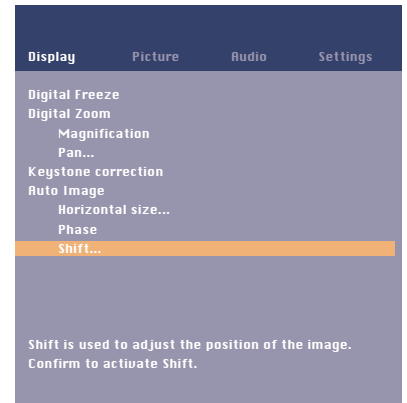 Display Picture Audio Settings
Digital Freeze
Digital Zoom
Magnification
Pan...
Keystone correction
Auto Image
Horizontal size...
Phase
Shift...
Shift is used to adjust the position of the image.
Confirm to activate Shift.